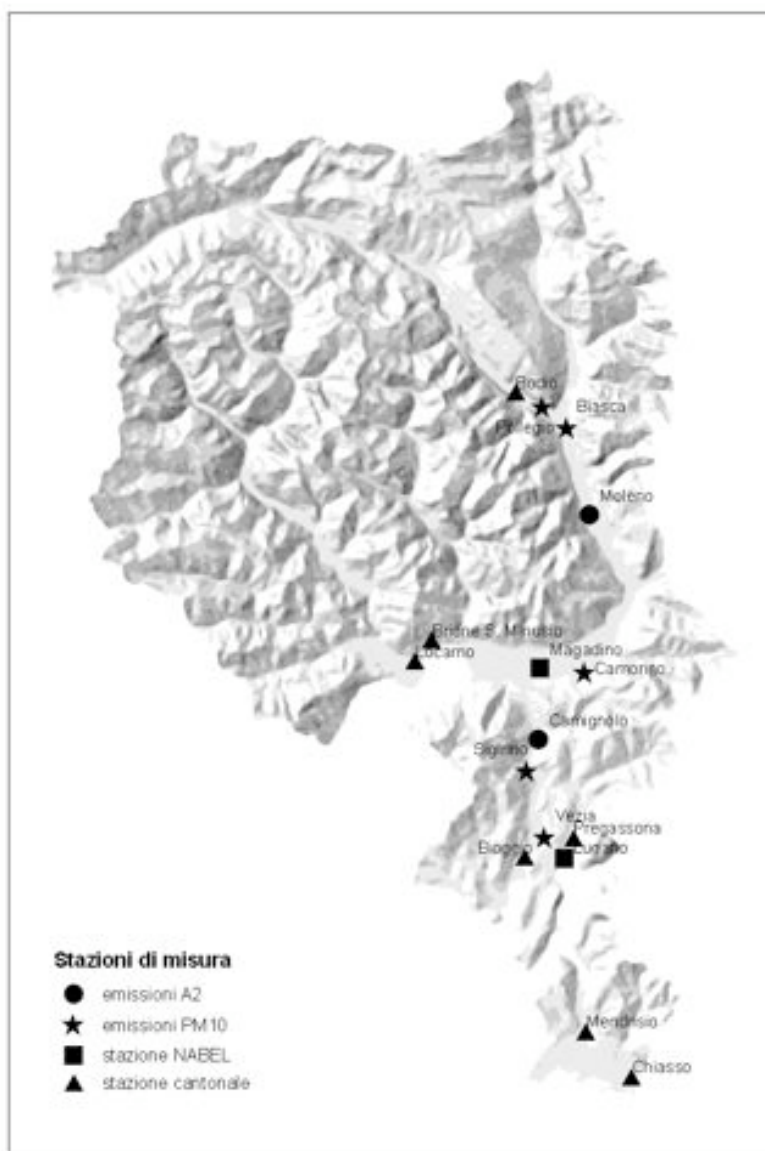 Bodio
Biasca
Pollegio
Moleno
Brione S. Minusio
Locarno
Magadino
Camorino
Camignolo
Sigirino
Vezia
Pregassona
Bioggio
Lugano
Stazioni di misura
emissioni A2
emissioni PM10
stazione NABEL
stazione cantonale
Mendrisio
Chiasso